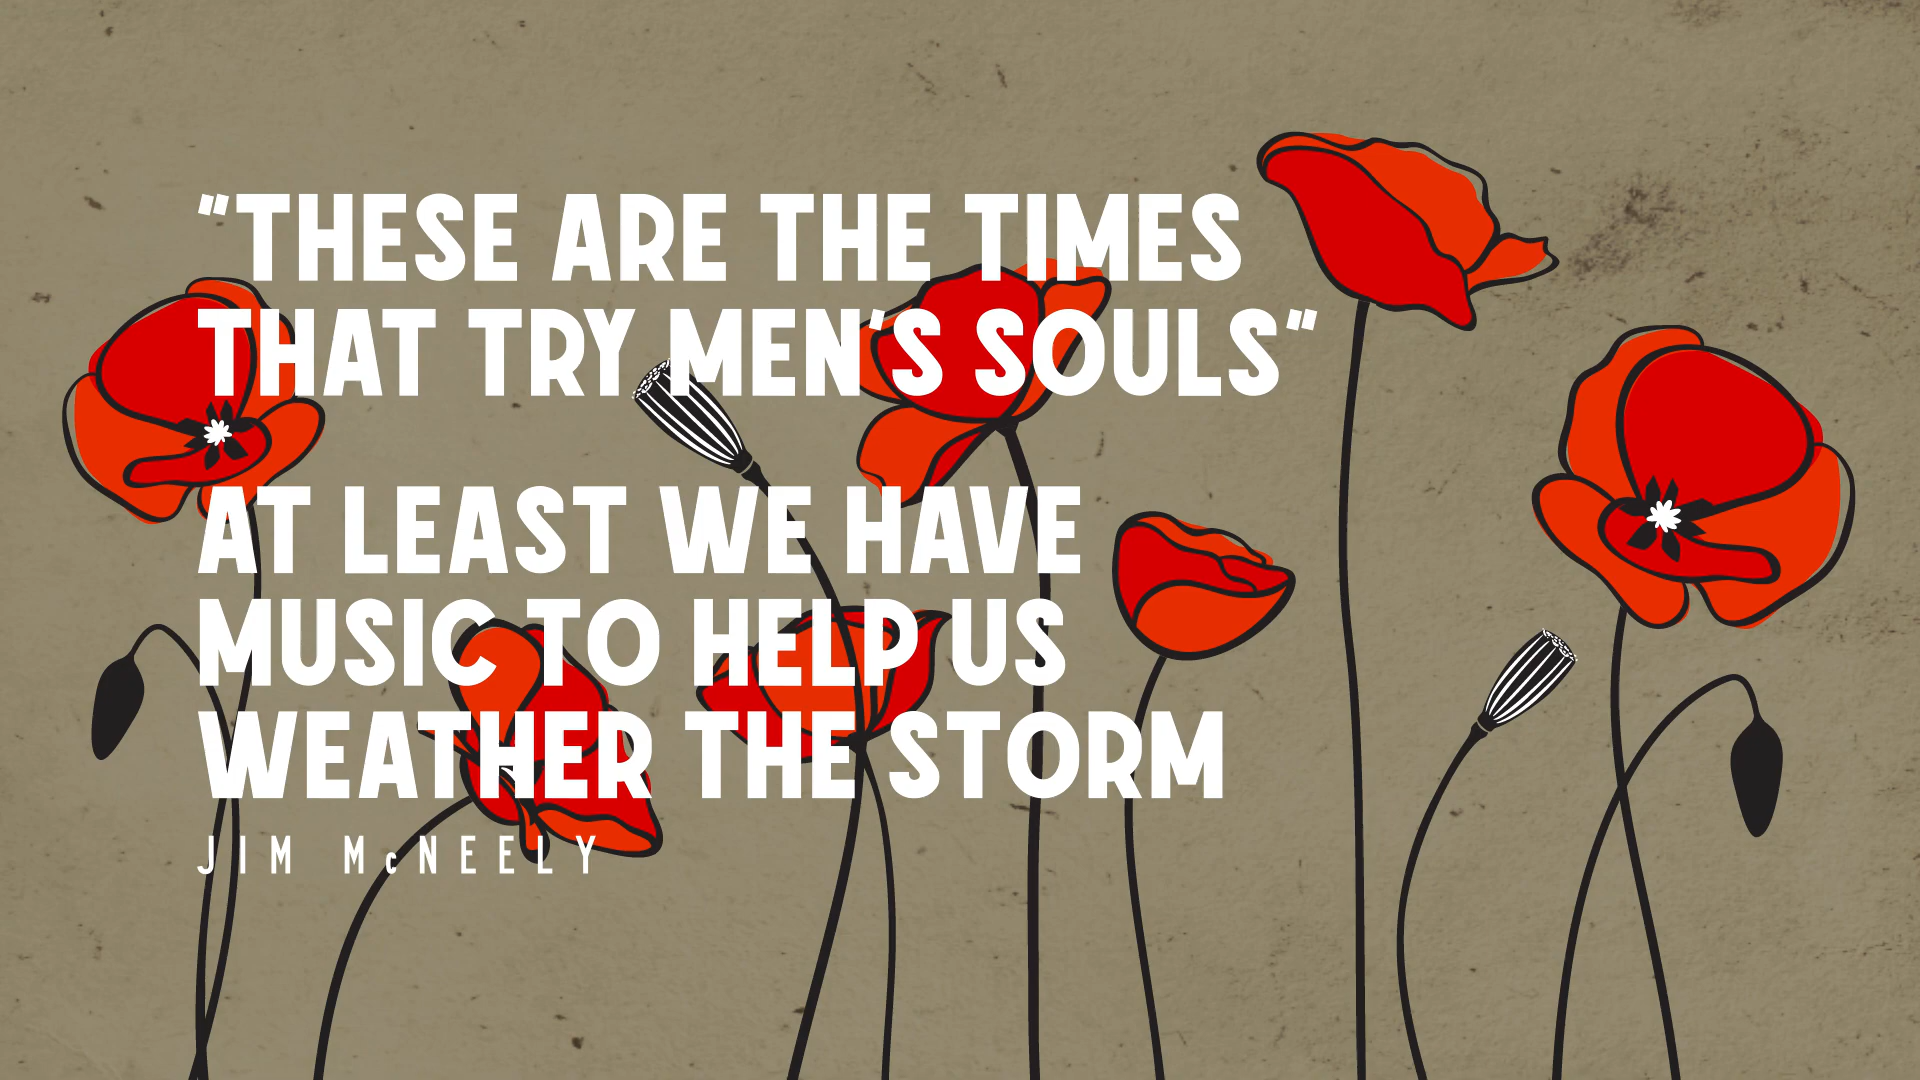 "THESE ARE THE TIMES
THAT TRY MEN'S SOULS"
AT LEAST WE HAVE
MUSIC TO HELP US
WEATHER THE STORM
JIM McNEELY